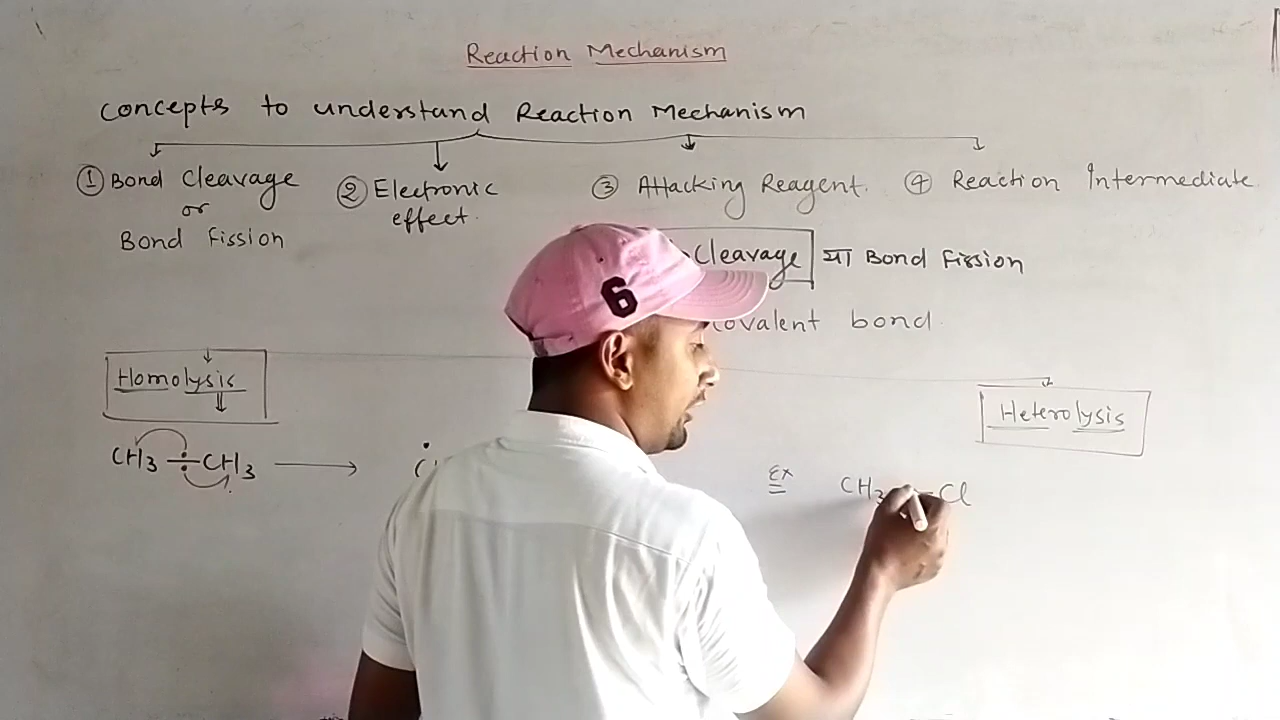 Reaction Mechanism
Concepts to understand Reaction Mechanism
① Bond Cleavage or Bond Fission
② Electronic effect.
③ Attacking Reagent.
④ Reaction Intermediate
Cleavage या Bond Fission
covalent bond.
6
Homolysis
Heterolysis
CH3 — CH3 →
Ex CH3 — Cl